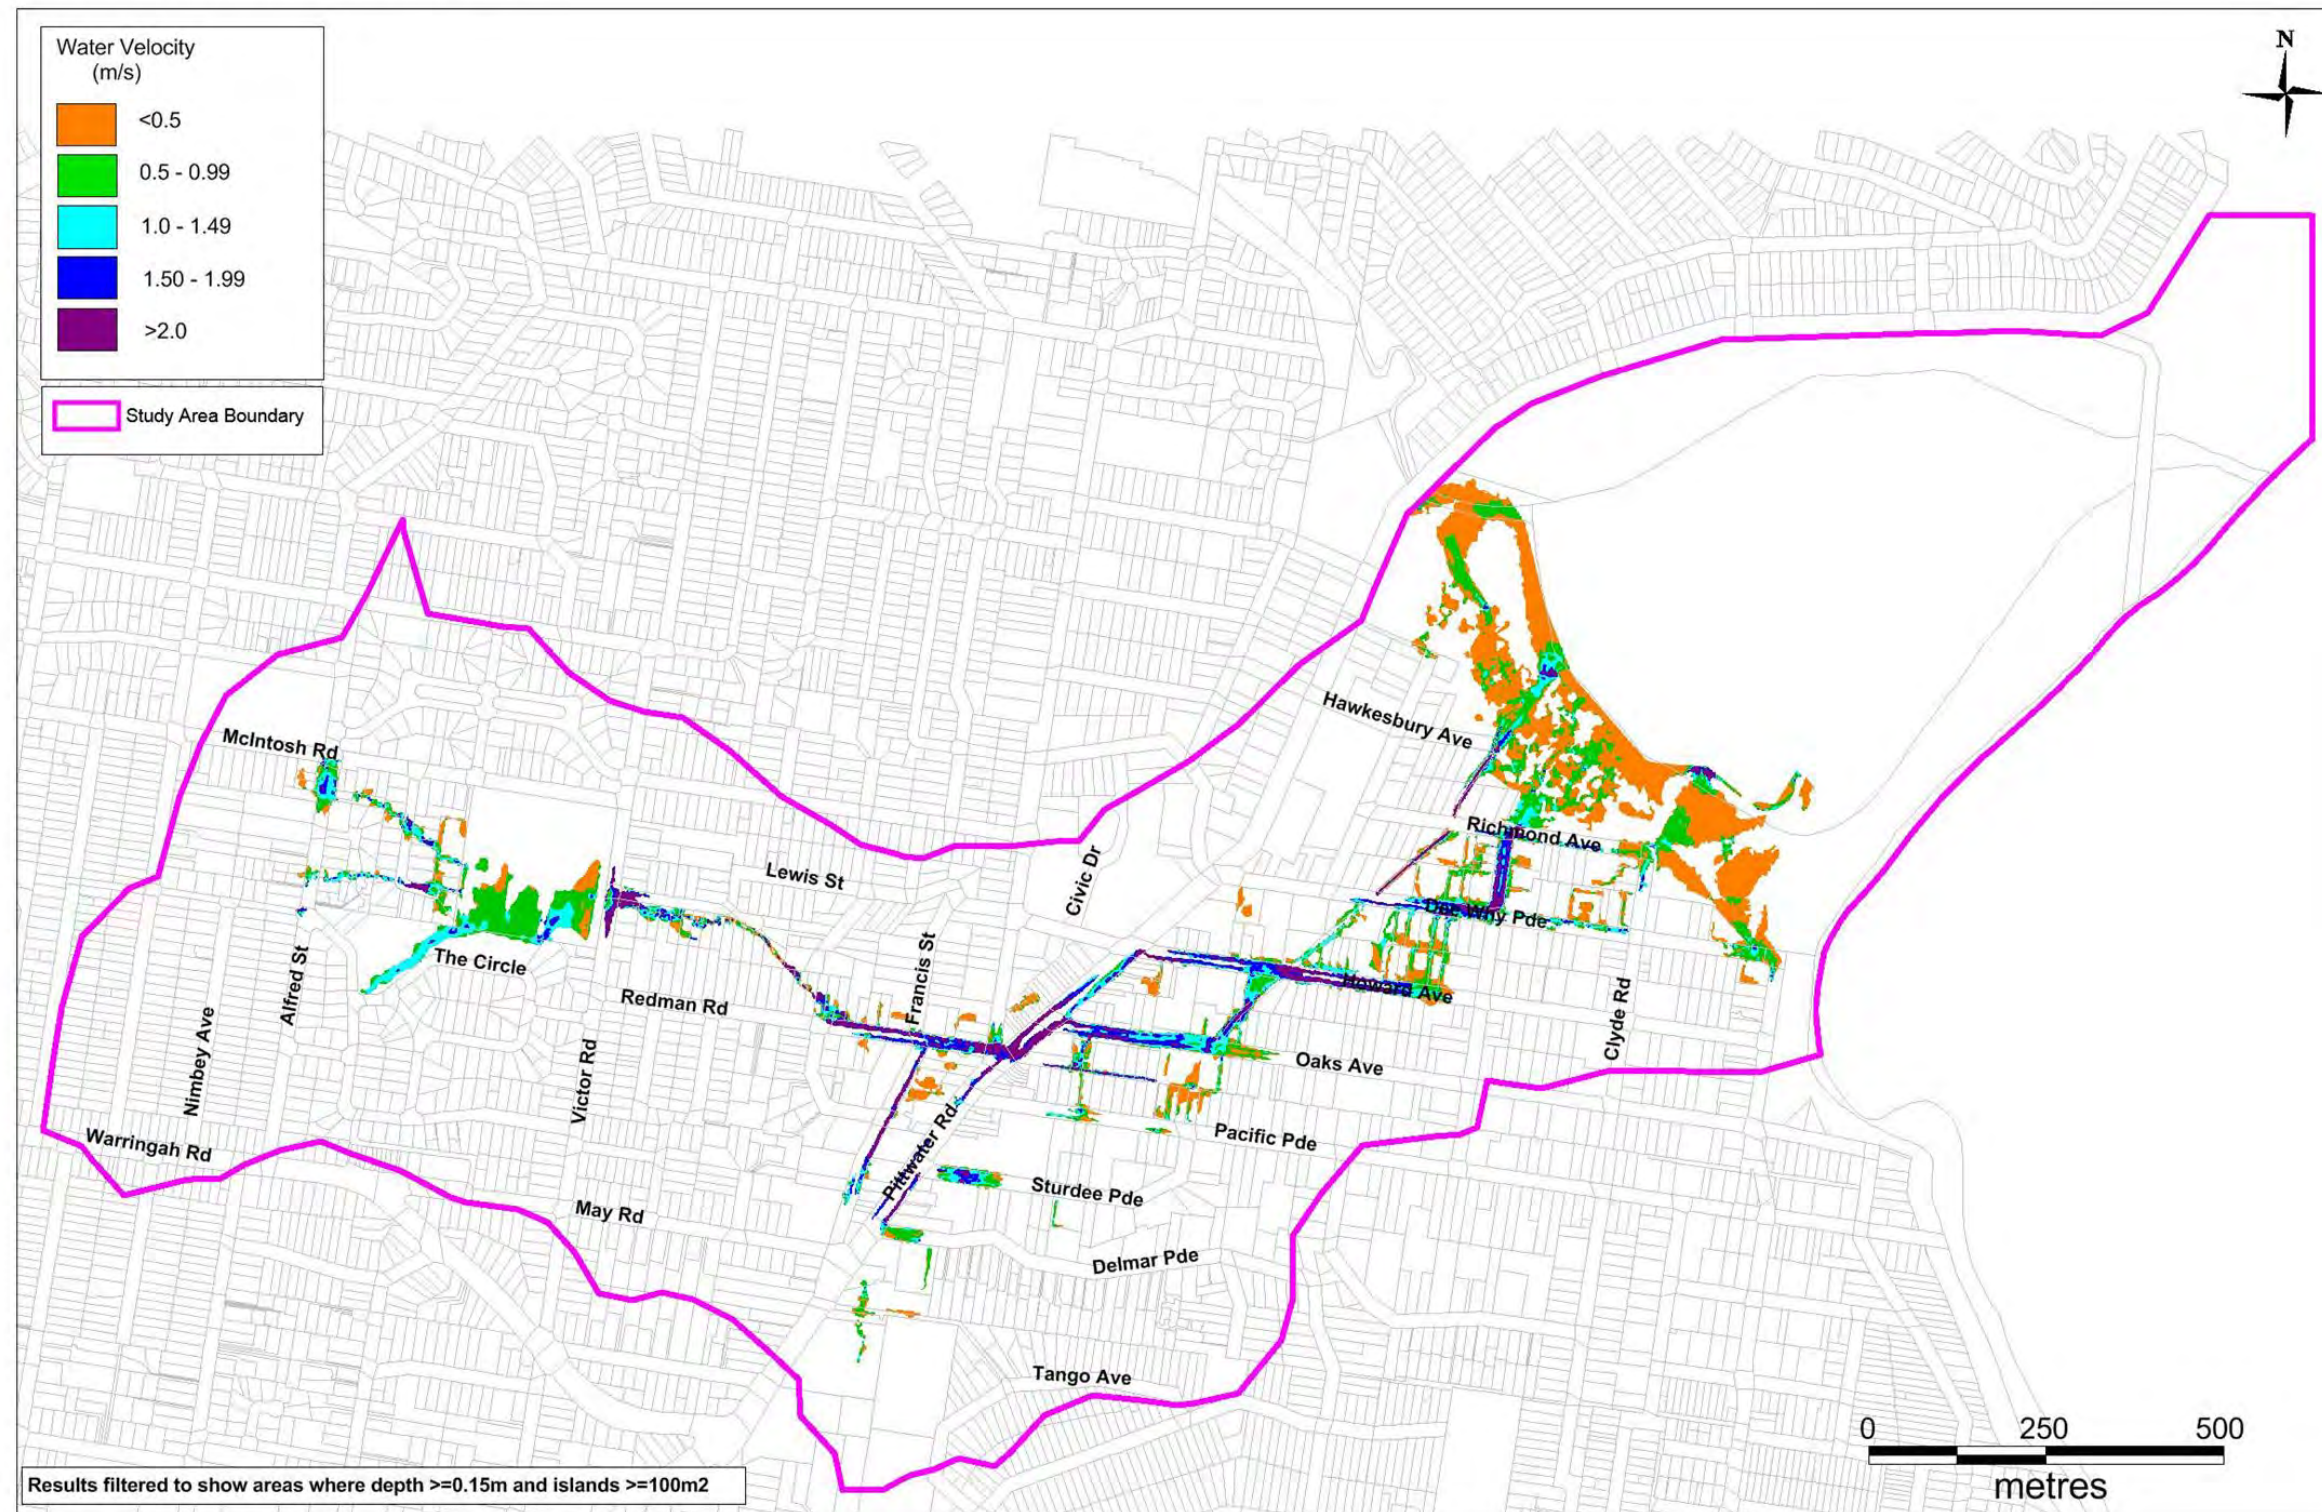 Water Velocity
(m/s)
<0.5
0.5 - 0.99
1.0 - 1.49
1.50 - 1.99
>2.0
Study Area Boundary
N
Hawkesbury Ave
McIntosh Rd
Richmond Ave
Lewis St
Civic Dr
Dee Why Pde
The Circle
Francis St
Alfred St
Redman Rd
Howard Ave
Clyde Rd
Nimbey Ave
Victor Rd
Oaks Ave
Pittwater Rd
Pacific Pde
Warringah Rd
Sturdee Pde
May Rd
Delmar Pde
Tango Ave
0 250 500
metres
Results filtered to show areas where depth >=0.15m and islands >=100m2